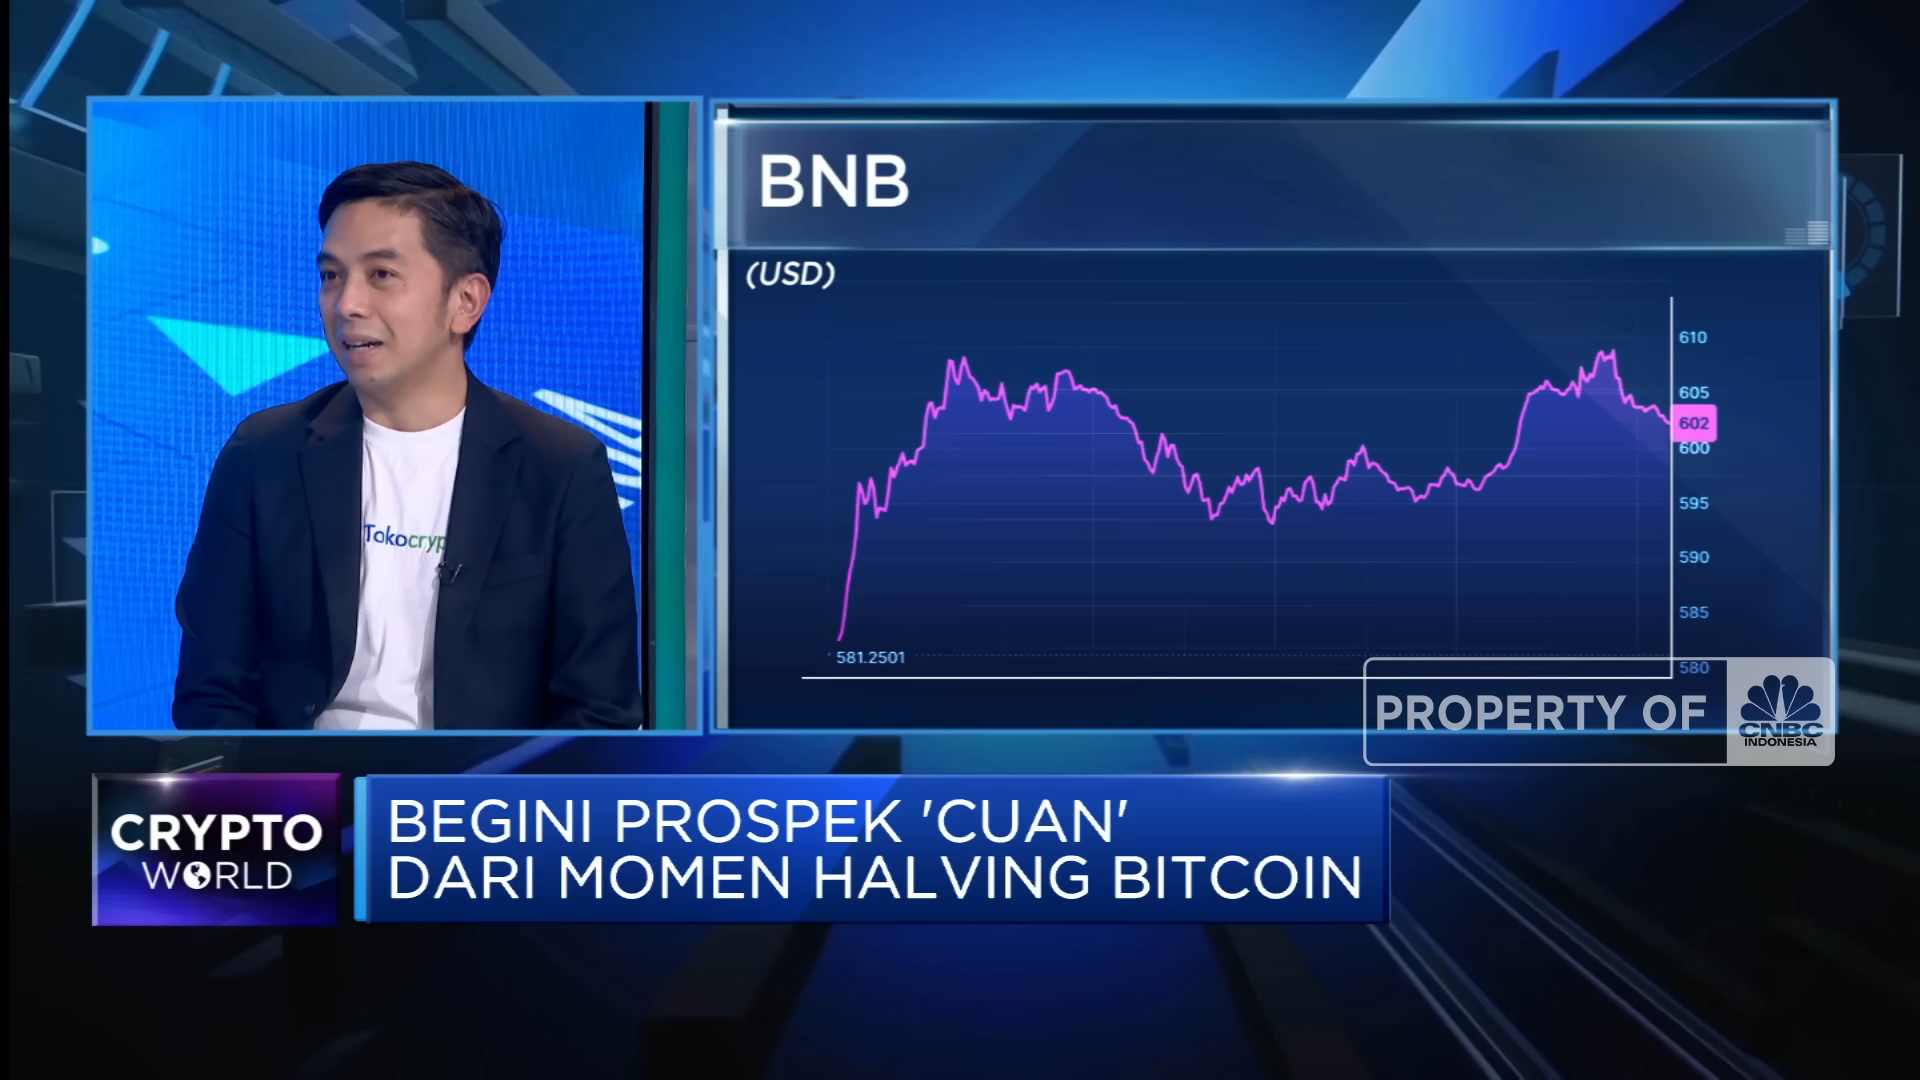 BNB
(USD)
610
605
602
600
595
590
585
580
581.2501
Tokocryp
PROPERTY OF
CNBC
INDONESIA
CRYPTO
WORLD
BEGINI PROSPEK 'CUAN'
DARI MOMEN HALVING BITCOIN